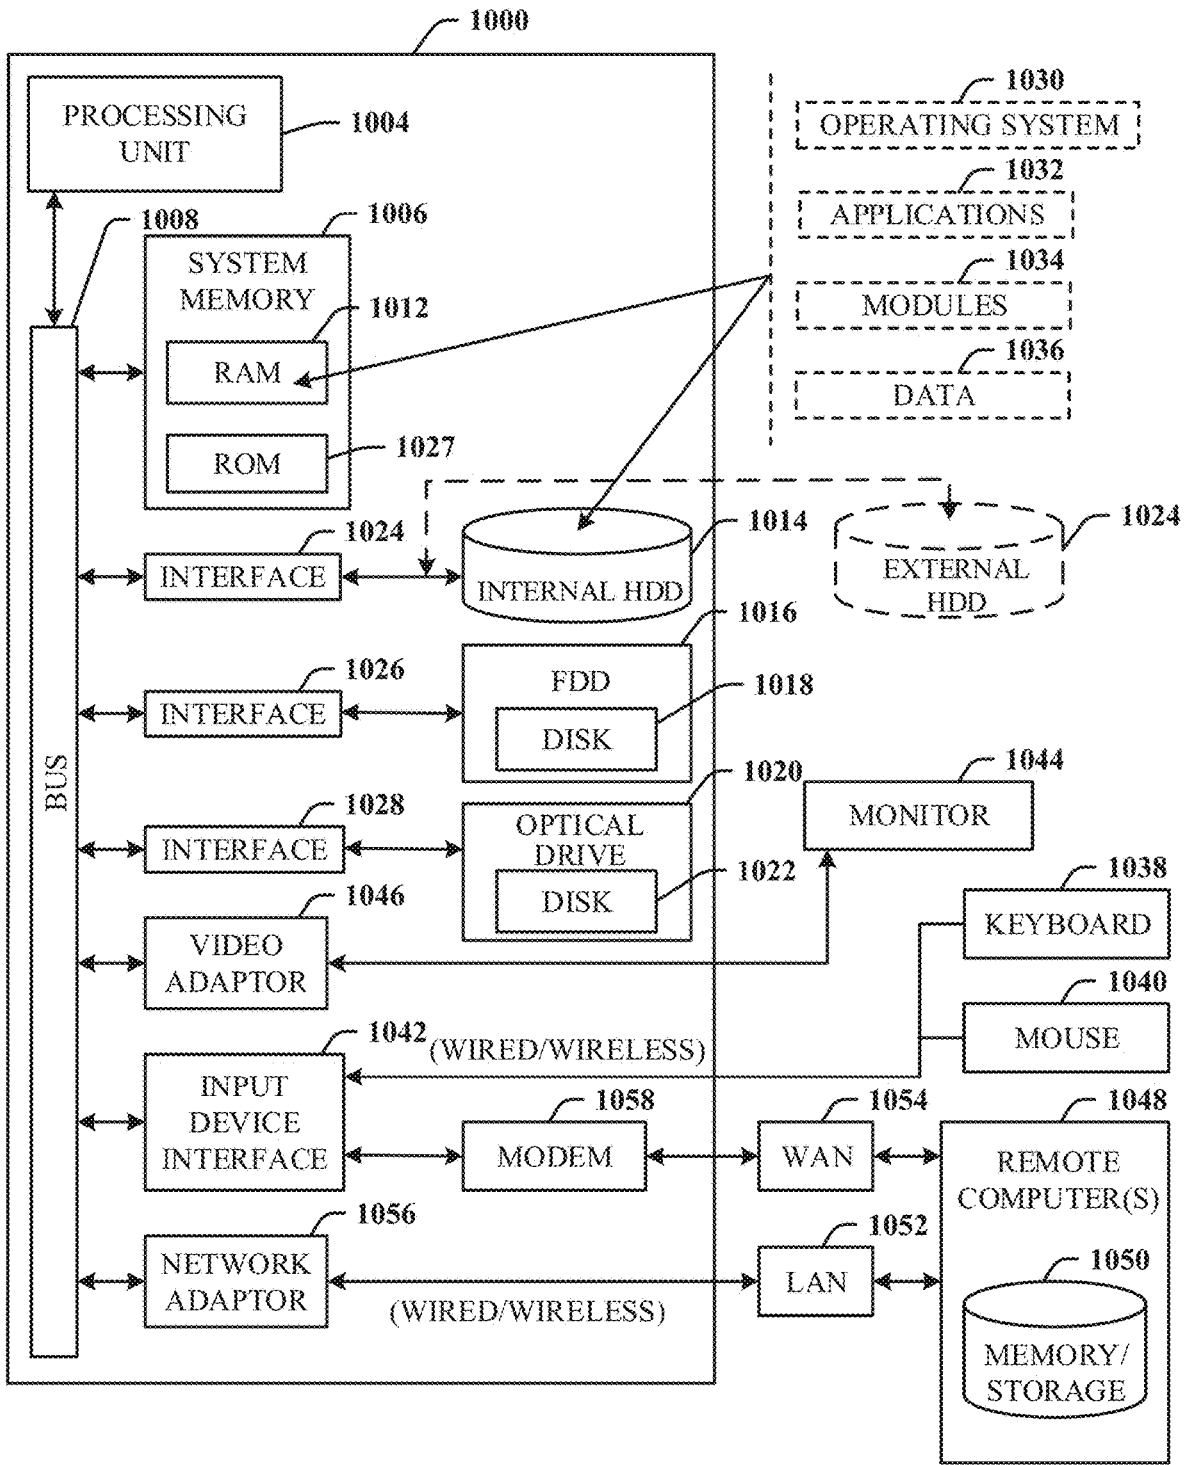 1000
PROCESSING
UNIT
1004
1008
1006
SYSTEM
MEMORY
1012
RAM
1027
ROM
1030
OPERATING SYSTEM
1032
APPLICATIONS
1034
MODULES
1036
DATA
1024
INTERFACE
1014
INTERNAL HDD
1024
EXTERNAL
HDD
1016
1026
INTERFACE
FDD
1018
DISK
BUS
1028
INTERFACE
1020
OPTICAL
DRIVE
1022
DISK
1044
MONITOR
1046
VIDEO
ADAPTOR
1038
KEYBOARD
1040
MOUSE
1042
(WIRED/WIRELESS)
INPUT
DEVICE
INTERFACE
1058
MODEM
1054
WAN
1048
REMOTE
COMPUTER(S)
1056
NETWORK
ADAPTOR
(WIRED/WIRELESS)
1052
LAN
1050
MEMORY/
STORAGE